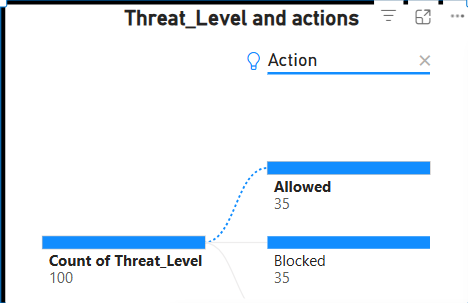 Threat_Level and actions
Action
Allowed
35
Count of Threat_Level
100
Blocked
35